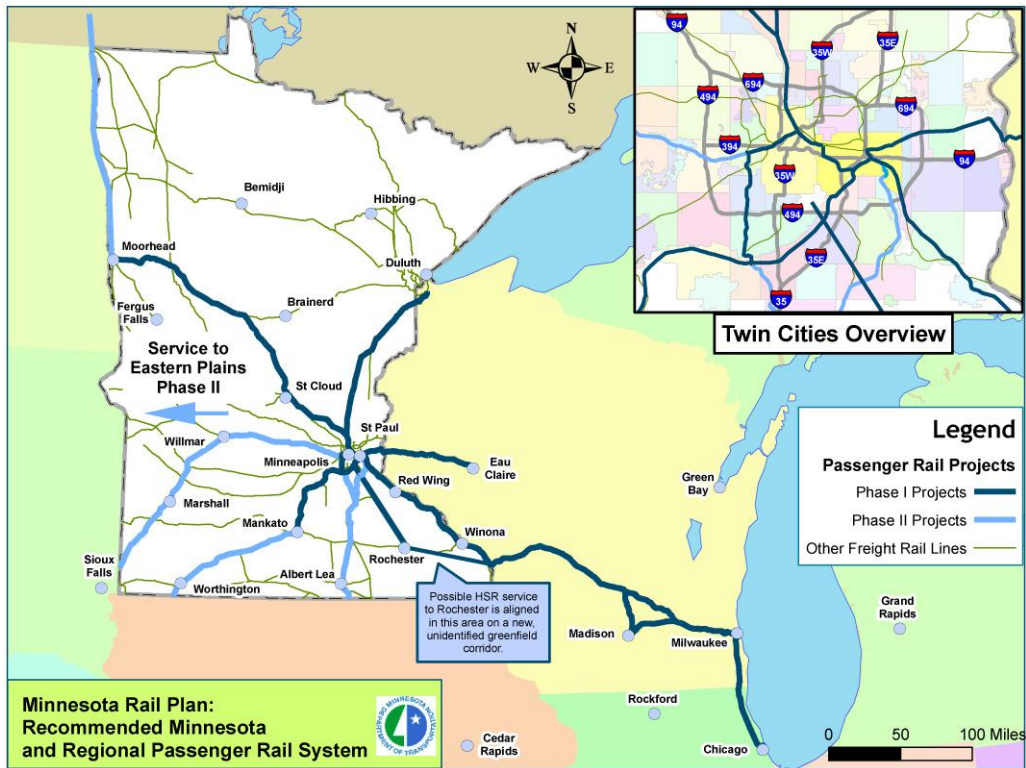 N
W
E
S
94
35W
35E
694
494
694
394
94
35W
494
35E
35
Twin Cities Overview
Bemidji
Hibbing
Moorhead
Duluth
Fergus
Falls
Brainerd
Service to
Eastern Plains
Phase II
St Cloud
Willmar
St Paul
Minneapolis
Eau
Claire
Red Wing
Marshall
Mankato
Winona
Sioux
Falls
Rochester
Albert Lea
Worthington
Green
Bay
Possible HSR service
to Rochester is aligned
in this area on a new,
unidentified greenfield
corridor.
Madison
Milwaukee
Grand
Rapids
Rockford
Chicago
Cedar
Rapids
Legend
Passenger Rail Projects
Phase I Projects
Phase II Projects
Other Freight Rail Lines
Minnesota Rail Plan:
Recommended Minnesota
and Regional Passenger Rail System
MINNESOTA DEPARTMENT OF TRANSPORTATION
0 50 100 Miles